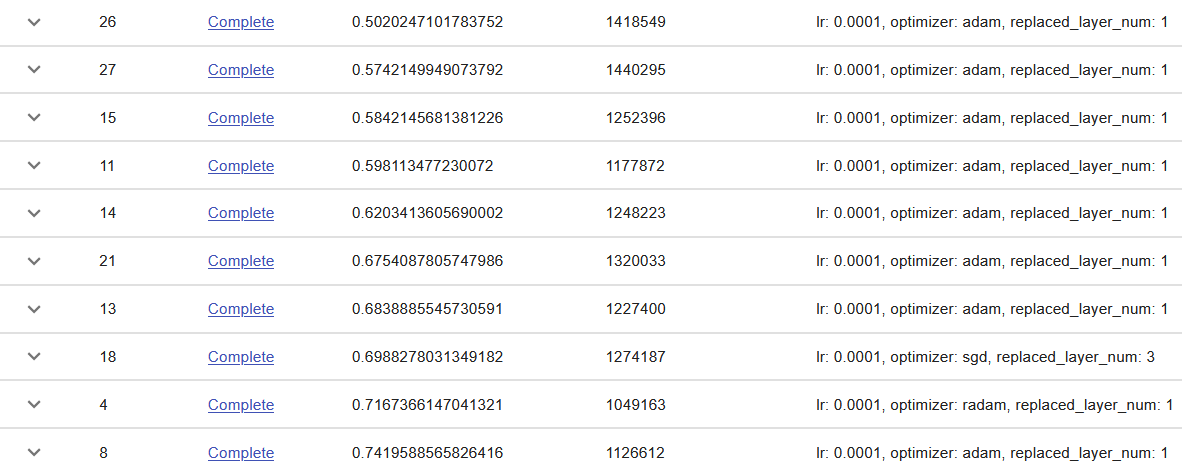 26 Complete 0.5020247101783752 1418549 lr: 0.0001, optimizer: adam, replaced_layer_num: 1
27 Complete 0.5742149949073792 1440295 lr: 0.0001, optimizer: adam, replaced_layer_num: 1
15 Complete 0.5842145681381226 1252396 lr: 0.0001, optimizer: adam, replaced_layer_num: 1
11 Complete 0.598113477230072 1177872 lr: 0.0001, optimizer: adam, replaced_layer_num: 1
14 Complete 0.6203413605690002 1248223 lr: 0.0001, optimizer: adam, replaced_layer_num: 1
21 Complete 0.6754087805747986 1320033 lr: 0.0001, optimizer: adam, replaced_layer_num: 1
13 Complete 0.6838885545730591 1227400 lr: 0.0001, optimizer: adam, replaced_layer_num: 1
18 Complete 0.6988278031349182 1274187 lr: 0.0001, optimizer: sgd, replaced_layer_num: 3
4 Complete 0.7167366147041321 1049163 lr: 0.0001, optimizer: radam, replaced_layer_num: 1
8 Complete 0.7419588565826416 1126612 lr: 0.0001, optimizer: adam, replaced_layer_num: 1